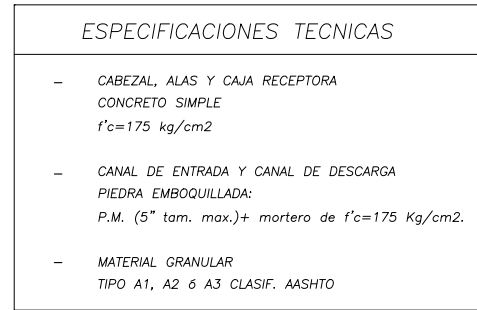 ESPECIFICACIONES TECNICAS
– CABEZAL, ALAS Y CAJA RECEPTORA
CONCRETO SIMPLE
f'c=175 kg/cm2
– CANAL DE ENTRADA Y CANAL DE DESCARGA
PIEDRA EMBOQUILLADA:
P.M. (5" tam. max.)+ mortero de f'c=175 Kg/cm2.
– MATERIAL GRANULAR
TIPO A1, A2 ó A3 CLASIF. AASHTO